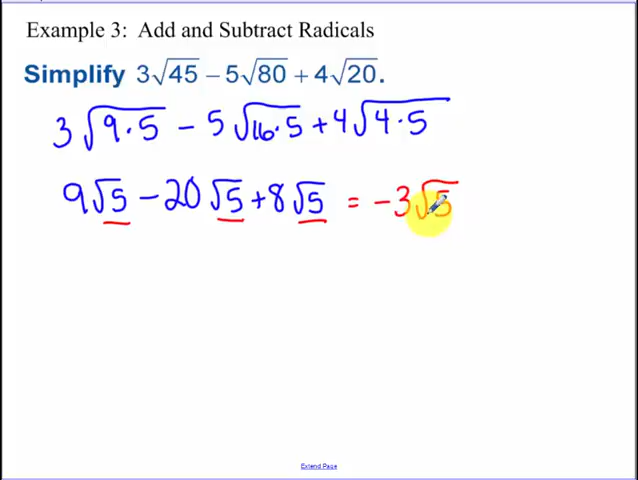 Example 3: Add and Subtract Radicals
Simplify 3√45 − 5√80 + 4√20.
3√9·5 − 5√16·5 + 4√4·5
9√5 − 20√5 + 8√5 = −3√5
Extend Page